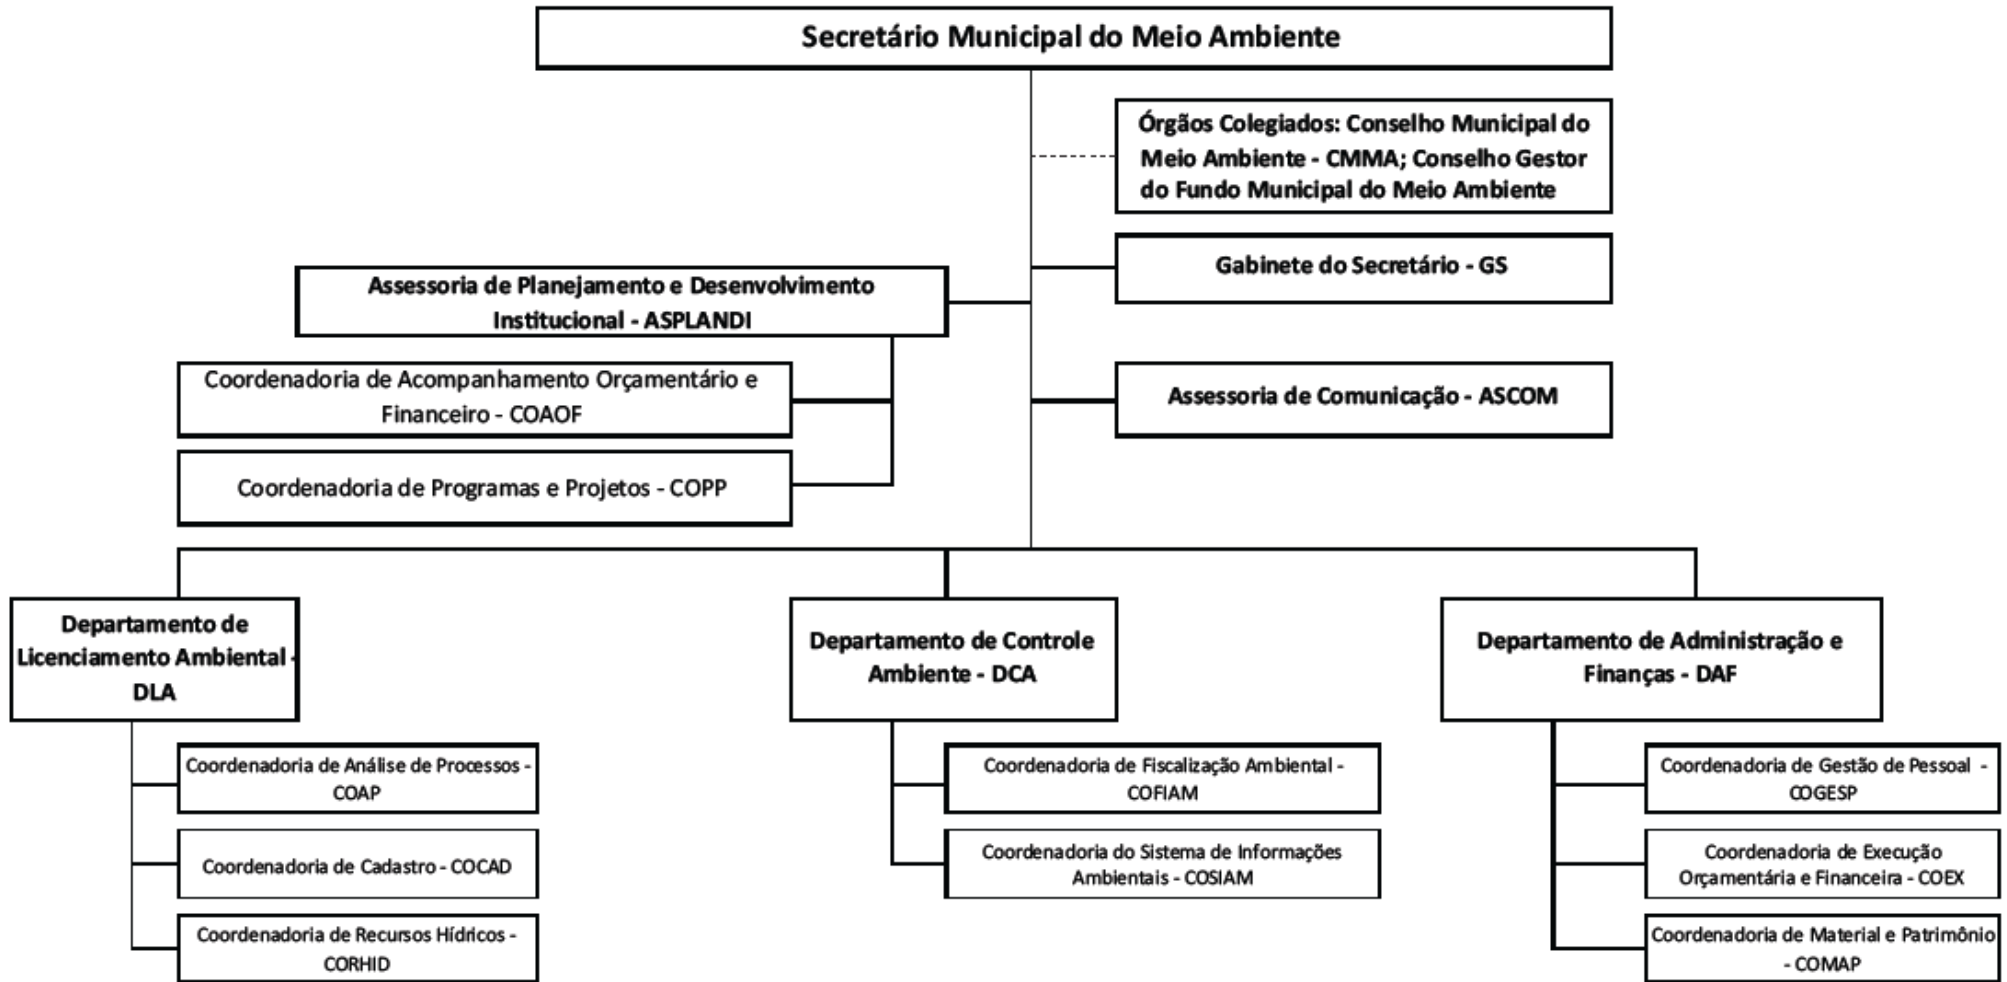 Secretário Municipal do Meio Ambiente
Órgãos Colegiados: Conselho Municipal do
Meio Ambiente - CMMA; Conselho Gestor
do Fundo Municipal do Meio Ambiente
Gabinete do Secretário - GS
Assessoria de Planejamento e Desenvolvimento
Institucional - ASPLANDI
Coordenadoria de Acompanhamento Orçamentário e
Financeiro - COAOF
Assessoria de Comunicação - ASCOM
Coordenadoria de Programas e Projetos - COPP
Departamento de
Licenciamento Ambiental -
DLA
Coordenadoria de Análise de Processos -
COAP
Coordenadoria de Cadastro - COCAD
Coordenadoria de Recursos Hídricos -
CORHID
Departamento de Controle
Ambiente - DCA
Coordenadoria de Fiscalização Ambiental -
COFIAM
Coordenadoria do Sistema de Informações
Ambientais - COSIAM
Departamento de Administração e
Finanças - DAF
Coordenadoria de Gestão de Pessoal -
COGESP
Coordenadoria de Execução
Orçamentária e Financeira - COEX
Coordenadoria de Material e Patrimônio
- COMAP